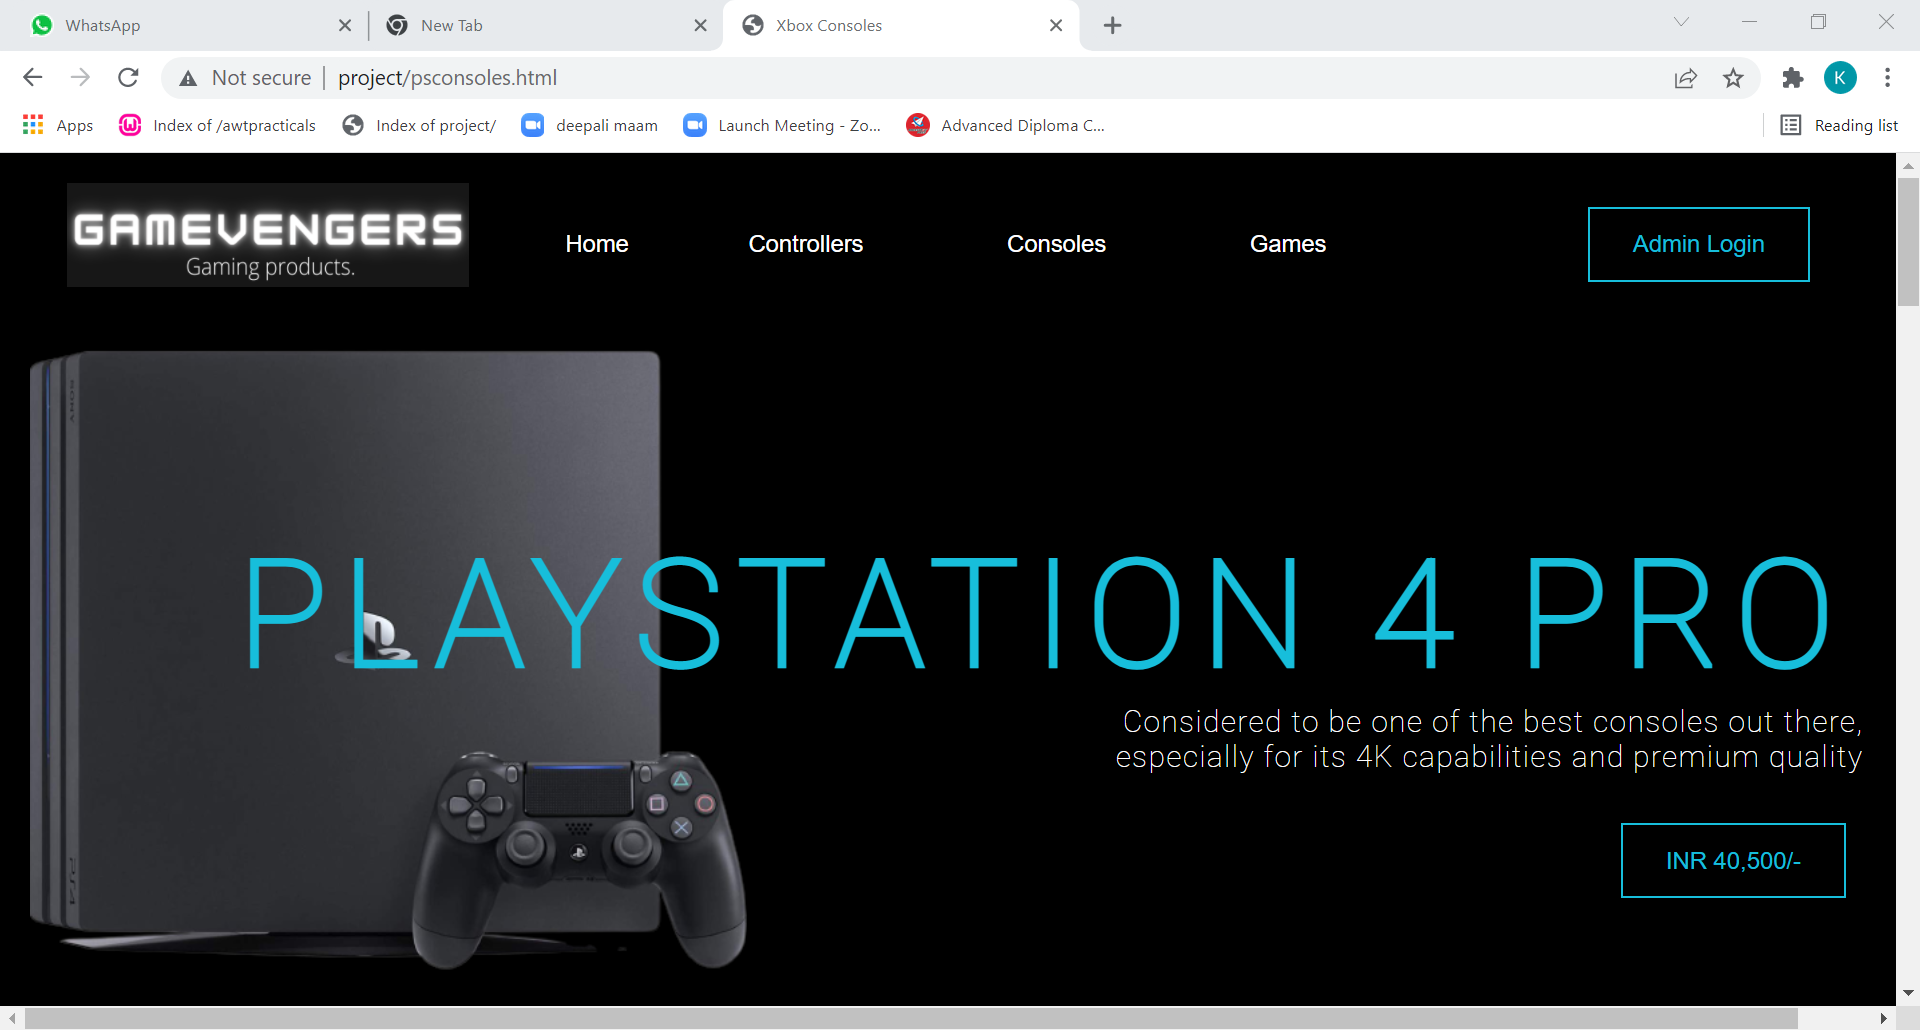 WhatsApp
New Tab
Xbox Consoles
Not secure
project/psconsoles.html
K
Apps
Index of /awtpracticals
Index of project/
deepali maam
Launch Meeting - Zo...
Advanced Diploma C...
Reading list
GAMEVENGERS
Gaming products.
Home
Controllers
Consoles
Games
Admin Login
SONY
PS4
PLAYSTATION 4 PRO
Considered to be one of the best consoles out there,
especially for its 4K capabilities and premium quality
INR 40,500/-